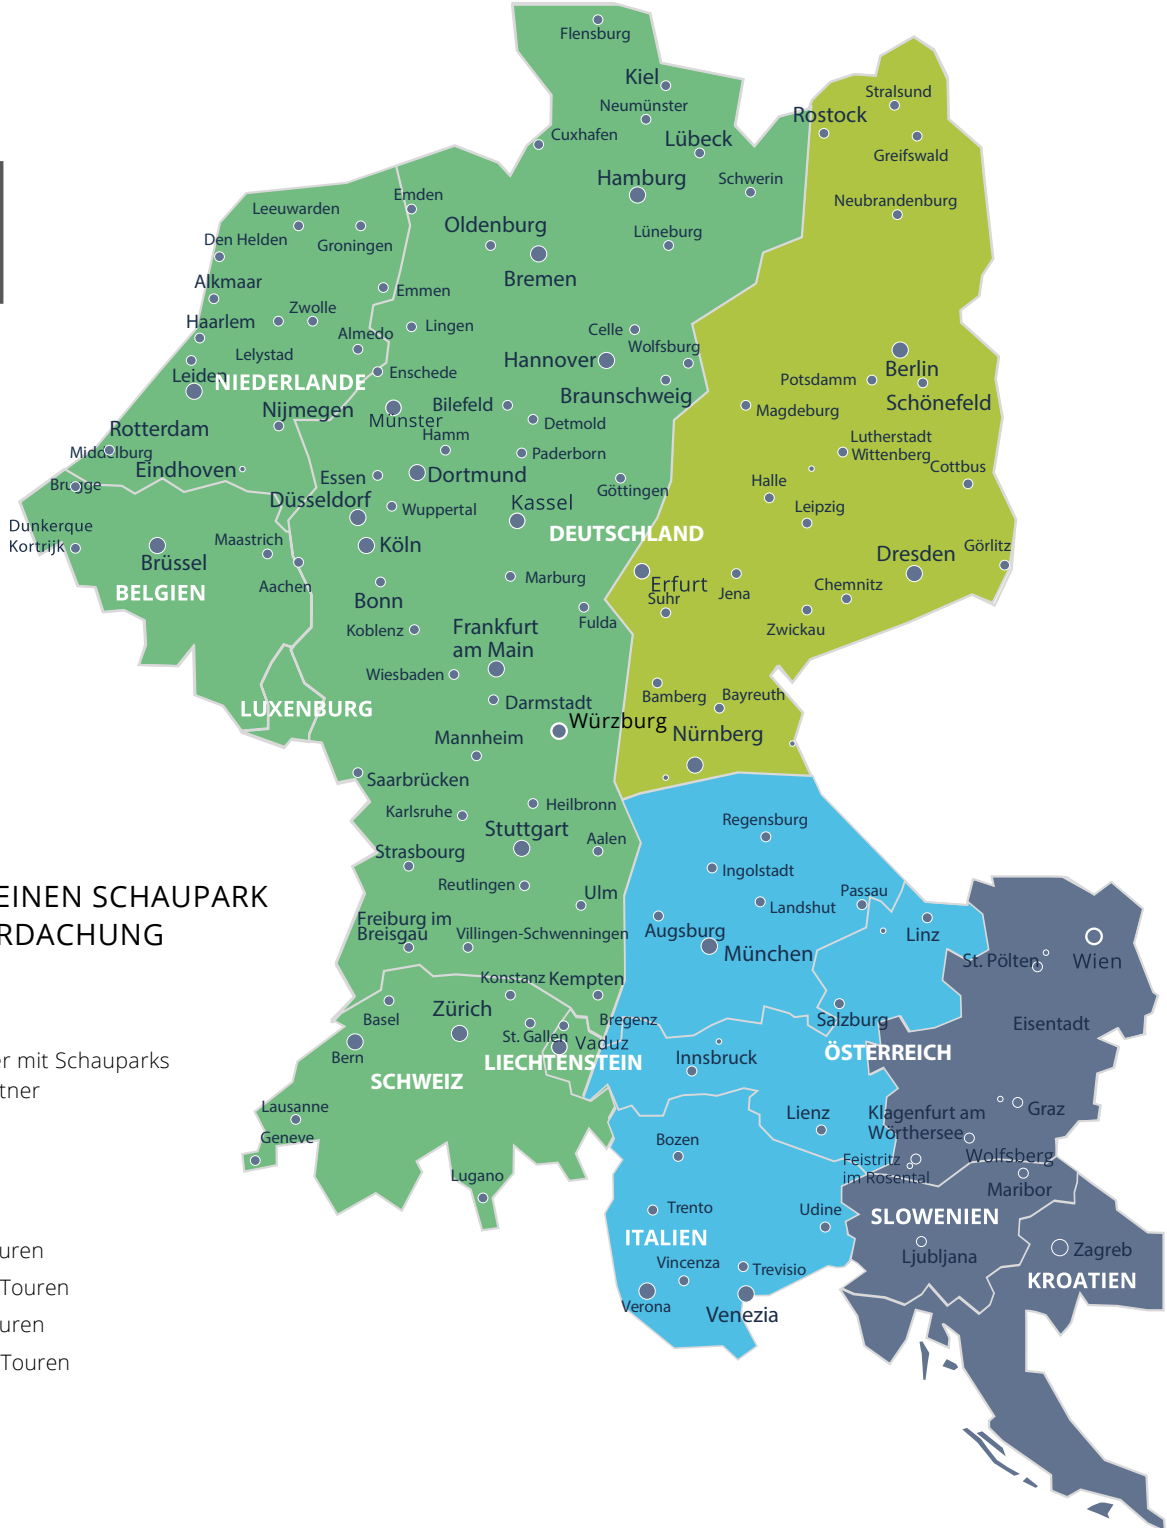 Flensburg
Kiel
Neumünster
Cuxhafen
Lübeck
Hamburg
Schwerin
Rostock
Stralsund
Greifswald
Neubrandenburg
Emden
Leeuwarden
Groningen
Den Helden
Oldenburg
Bremen
Lüneburg
Alkmaar
Emmen
Zwolle
Haarlem
Almedo
Lingen
Celle
Wolfsburg
Lelystad
Leiden
NIEDERLANDE
Enschede
Hannover
Braunschweig
Berlin
Potsdamm
Schönefeld
Nijmegen
Münster
Bilefeld
Detmold
Magdeburg
Rotterdam
Hamm
Middelburg
Paderborn
Lutherstadt
Wittenberg
Cottbus
Eindhoven
Brugge
Essen
Dortmund
Göttingen
Halle
Düsseldorf
Wuppertal
Kassel
Leipzig
Dunkerque
Kortrijk
DEUTSCHLAND
Maastrich
Brüssel
Köln
Dresden
Görlitz
BELGIEN
Aachen
Marburg
Erfurt
Suhr
Jena
Chemnitz
Bonn
Fulda
Zwickau
Koblenz
Frankfurt
am Main
Wiesbaden
LUXENBURG
Darmstadt
Bamberg
Bayreuth
Würzburg
Nürnberg
Mannheim
Saarbrücken
Karlsruhe
Heilbronn
Stuttgart
Aalen
Regensburg
Strasbourg
Reutlingen
Ulm
Ingolstadt
Passau
Landshut
EINEN SCHAUPARK
RDACHUNG
Freiburg im
Breisgau
Villingen-Schwenningen
Augsburg
München
Linz
St. Pölten
Wien
Konstanz
Kempten
Basel
Zürich
St. Gallen
Bregenz
Salzburg
Eisentadt
Bern
Vaduz
LIECHTENSTEIN
Innsbruck
ÖSTERREICH
er mit Schauparks
tner
SCHWEIZ
Lausanne
Geneve
Lienz
Klagenfurt am
Wörthersee
Graz
Bozen
Wolfsberg
Feistritz
im Rosental
Lugano
Maribor
Trento
Udine
SLOWENIEN
ITALIEN
Ljubljana
Zagreb
KROATIEN
Vincenza
Trevisio
Verona
Venezia
uren
Touren
uren
Touren